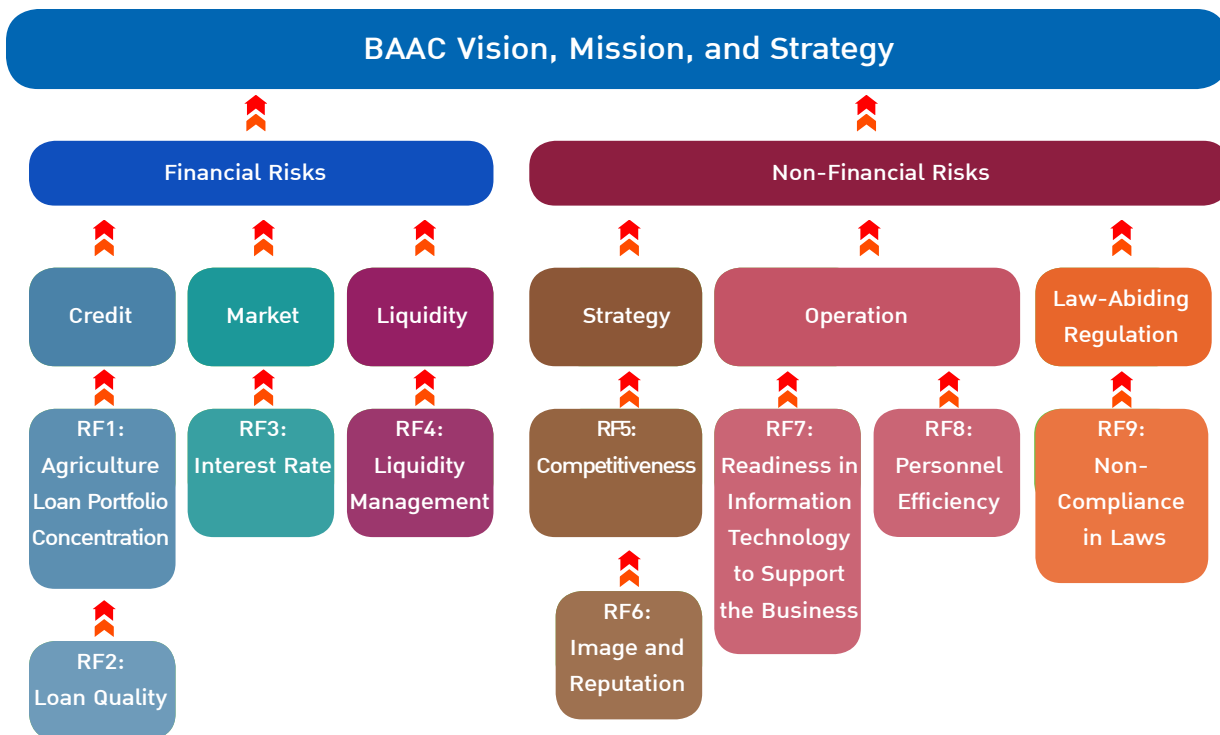 BAAC Vision, Mission, and Strategy
Financial Risks
Non-Financial Risks
Credit
Market
Liquidity
Strategy
Operation
Law-Abiding
Regulation
RF1:
Agriculture
Loan Portfolio
Concentration
RF3:
Interest Rate
RF4:
Liquidity
Management
RF5:
Competitiveness
RF7:
Readiness in
Information
Technology
to Support
the Business
RF8:
Personnel
Efficiency
RF9:
Non-
Compliance
in Laws
RF2:
Loan Quality
RF6:
Image and
Reputation